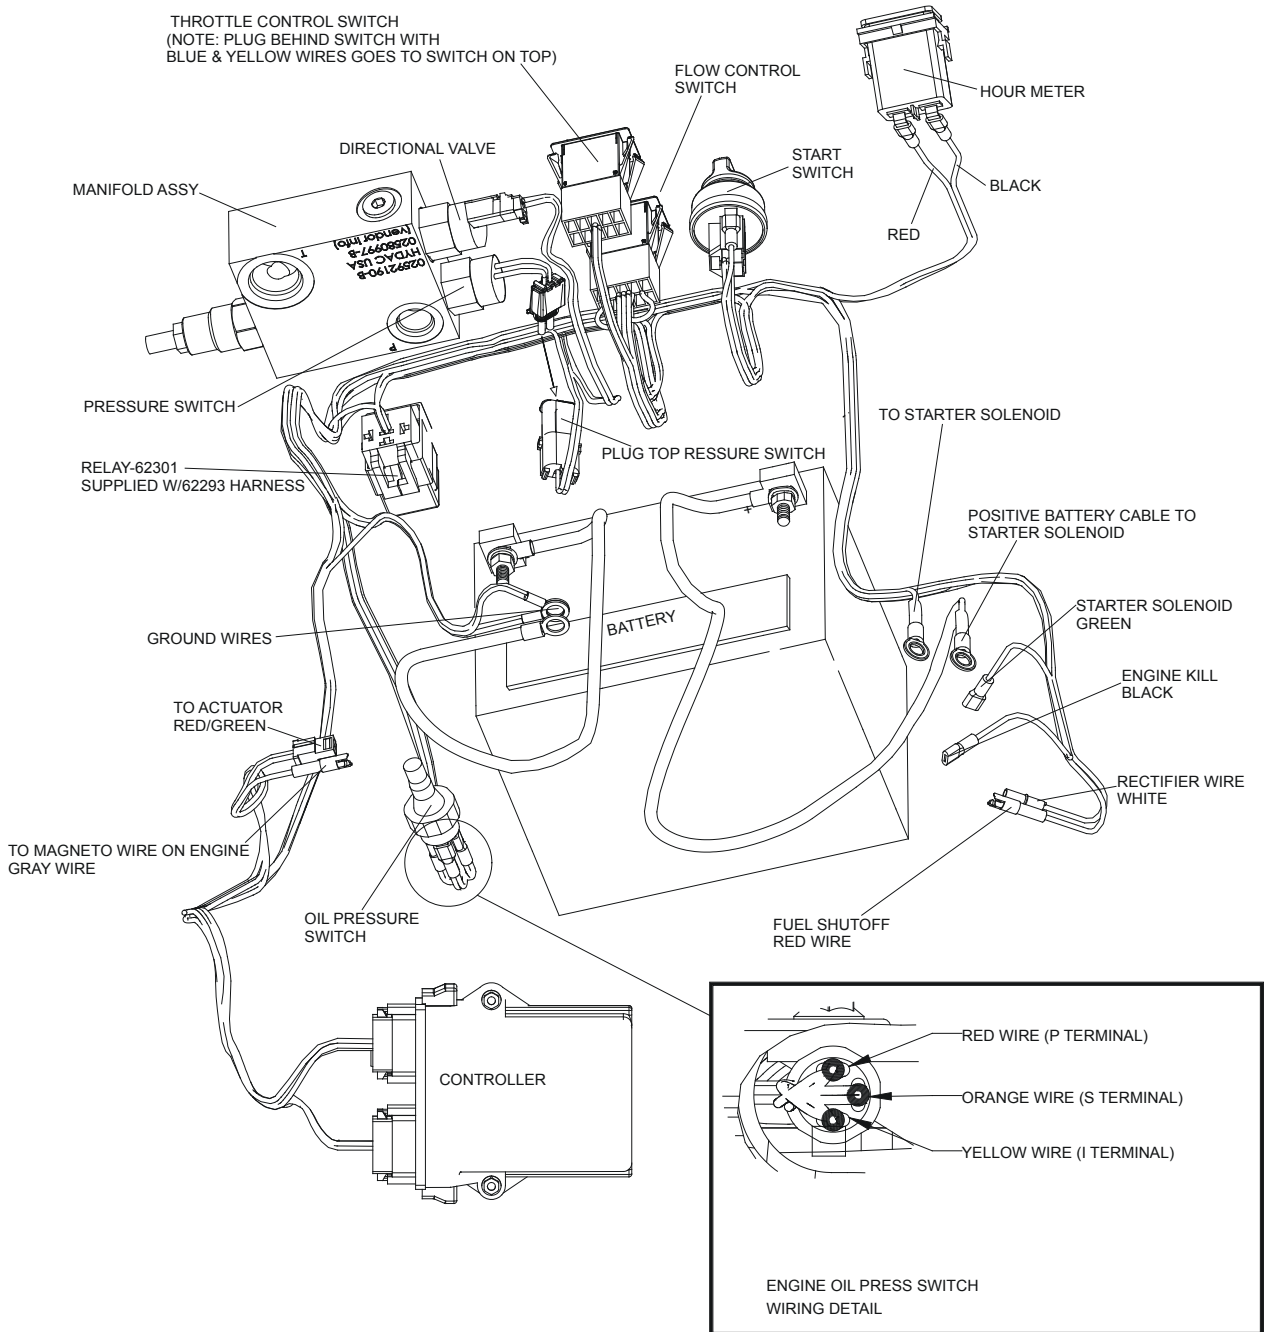 THROTTLE CONTROL SWITCH
(NOTE: PLUG BEHIND SWITCH WITH
BLUE & YELLOW WIRES GOES TO SWITCH ON TOP)
FLOW CONTROL
SWITCH
HOUR METER
DIRECTIONAL VALVE
START
SWITCH
MANIFOLD ASSY
BLACK
RED
T
02592190-B
HYDAC USA
02580997-B
(Vendor Info)
P
PRESSURE SWITCH
TO STARTER SOLENOID
PLUG TOP RESSURE SWITCH
RELAY-62301
SUPPLIED W/62293 HARNESS
+
POSITIVE BATTERY CABLE TO
STARTER SOLENOID
STARTER SOLENOID
GREEN
GROUND WIRES
BATTERY
ENGINE KILL
BLACK
TO ACTUATOR
RED/GREEN
RECTIFIER WIRE
WHITE
TO MAGNETO WIRE ON ENGINE
GRAY WIRE
OIL PRESSURE
SWITCH
FUEL SHUTOFF
RED WIRE
CONTROLLER
RED WIRE (P TERMINAL)
ORANGE WIRE (S TERMINAL)
YELLOW WIRE (I TERMINAL)
ENGINE OIL PRESS SWITCH
WIRING DETAIL